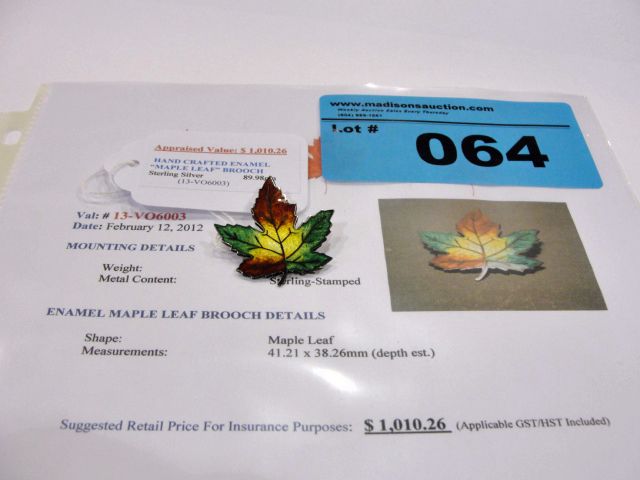 www.madisonsauction.com
Weekly Auction Sales Every Thursday
Lot #
064
Appraised Value: $ 1,010.26
HAND CRAFTED ENAMEL
"MAPLE LEAF" BROOCH
Sterling Silver 89.98
(13-VO6003)
Val: # 13-VO6003
Date: February 12, 2012
MOUNTING DETAILS
Weight:
Metal Content: Sterling-Stamped
ENAMEL MAPLE LEAF BROOCH DETAILS
Shape: Maple Leaf
Measurements: 41.21 x 38.26mm (depth est.)
Suggested Retail Price For Insurance Purposes: $ 1,010.26 (Applicable GST/HST Included)